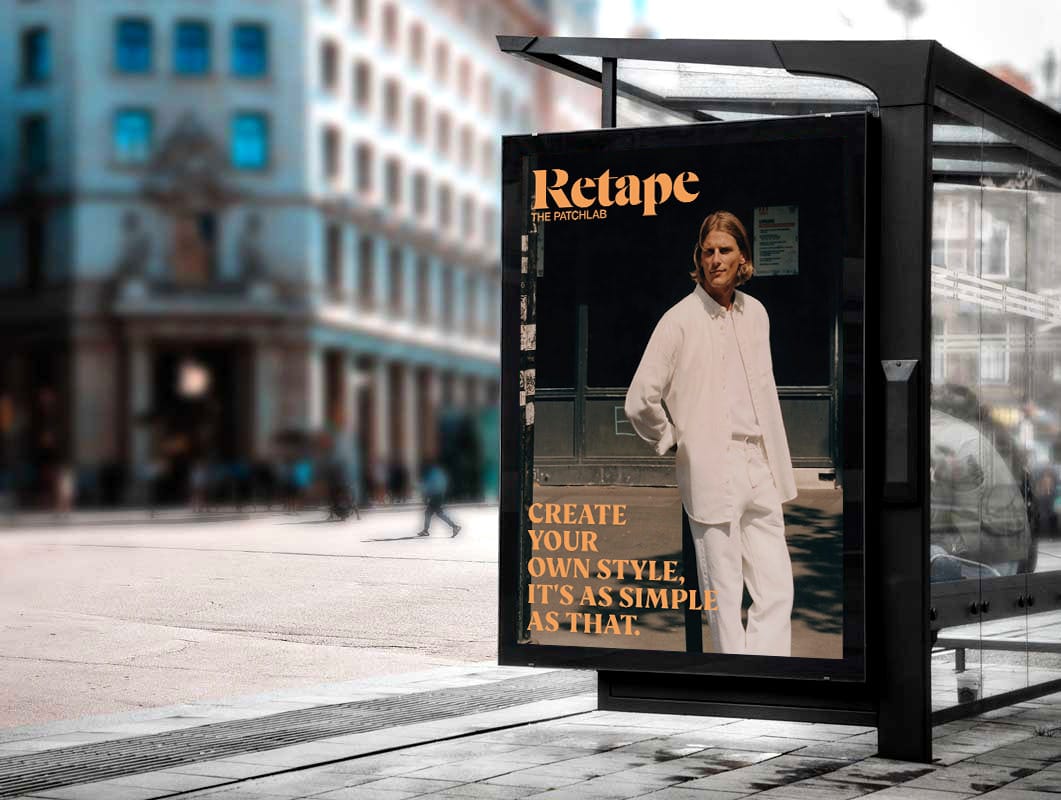 Retape
THE PATCHLAB
CREATE
YOUR
OWN STYLE,
IT'S AS SIMPLE
AS THAT.